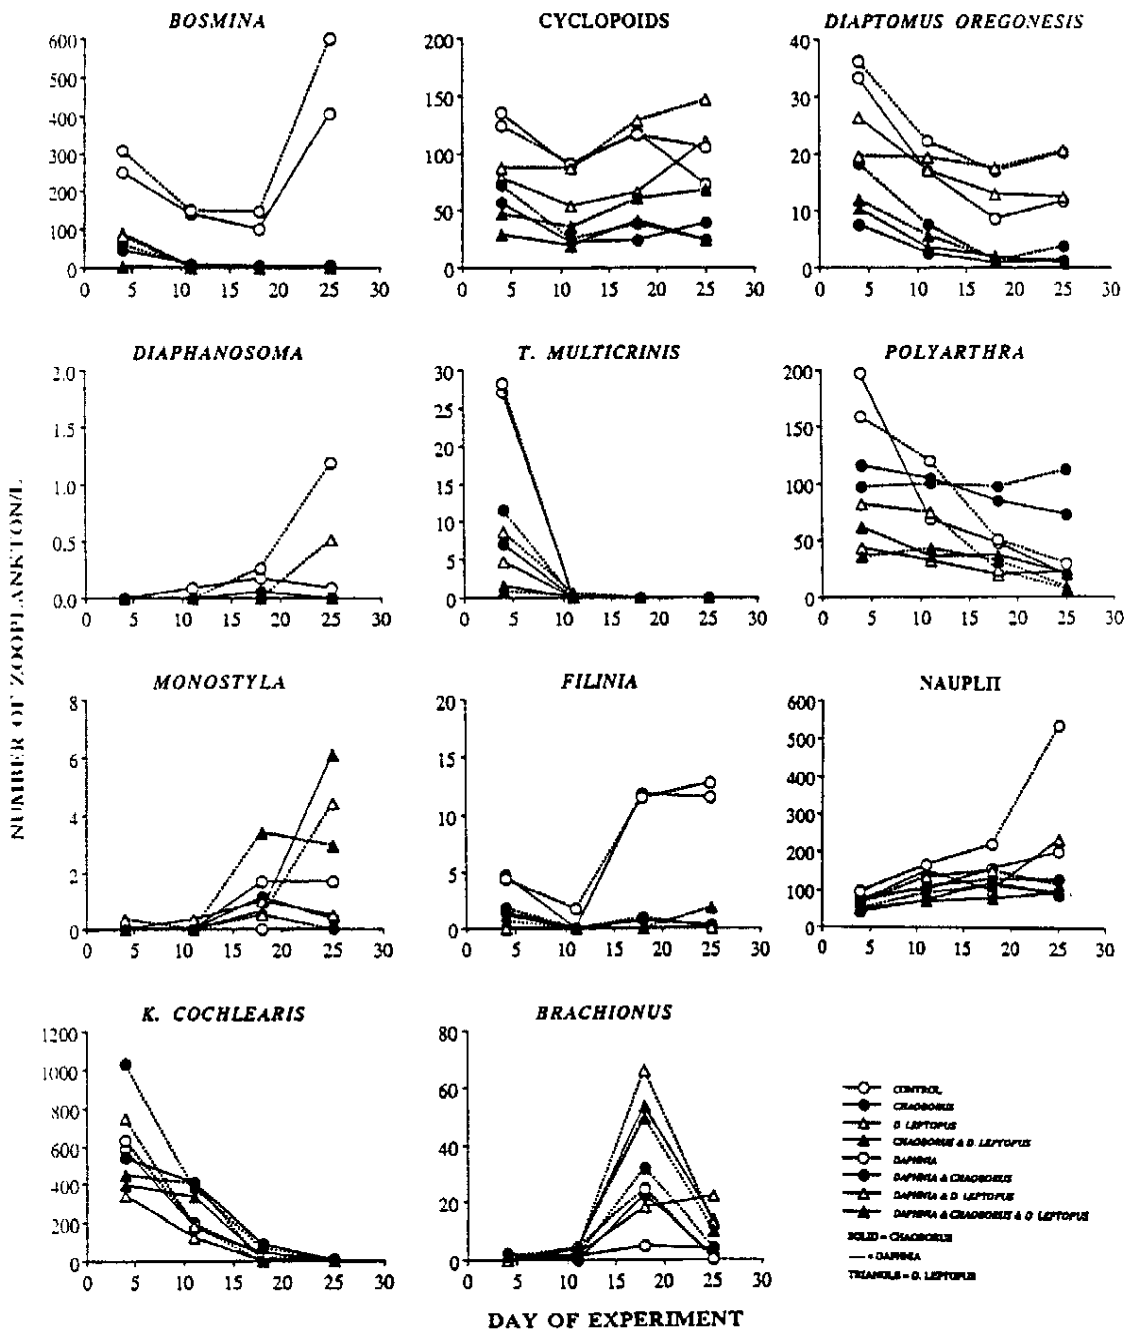 BOSMINA
CYCLOPOIDS
DIAPTOMUS OREGONESIS
600
500
400
300
200
100
0
0 5 10 15 20 25 30
200
150
100
50
0
0 5 10 15 20 25 30
40
30
20
10
0
0 5 10 15 20 25 30
DIAPHANOSOMA
T. MULTICRINIS
POLYARTHRA
2.0
1.5
1.0
0.5
0.0
0 5 10 15 20 25 30
30
25
20
15
10
5
0
0 5 10 15 20 25 30
200
150
100
50
0
0 5 10 15 20 25 30
NUMBER OF ZOOPLANKTON/L
MONOSTYLA
FILINIA
NAUPLII
8
6
4
2
0
0 5 10 15 20 25 30
20
15
10
5
0
0 5 10 15 20 25 30
600
500
400
300
200
100
0
0 5 10 15 20 25 30
K. COCHLEARIS
BRACHIONUS
1200
1000
800
600
400
200
0
0 5 10 15 20 25 30
80
60
40
20
0
0 5 10 15 20 25 30
DAY OF EXPERIMENT
CONTROL
CHAOBORUS
D. LEPTOPUS
CHAOBORUS & D. LEPTOPUS
DAPHNIA
DAPHNIA & CHAOBORUS
DAPHNIA & D. LEPTOPUS
DAPHNIA & CHAOBORUS & D. LEPTOPUS
SOLID = CHAOBORUS
— = DAPHNIA
TRIANGLE = D. LEPTOPUS